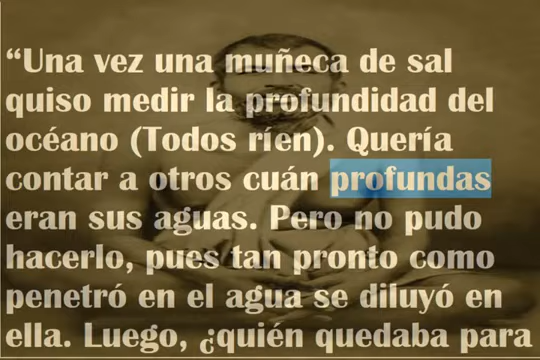 “Una vez una muñeca de sal
quiso medir la profundidad del
océano (Todos ríen). Quería
contar a otros cuán profundas
eran sus aguas. Pero no pudo
hacerlo, pues tan pronto como
penetró en el agua se diluyó en
ella. Luego, ¿quién quedaba para